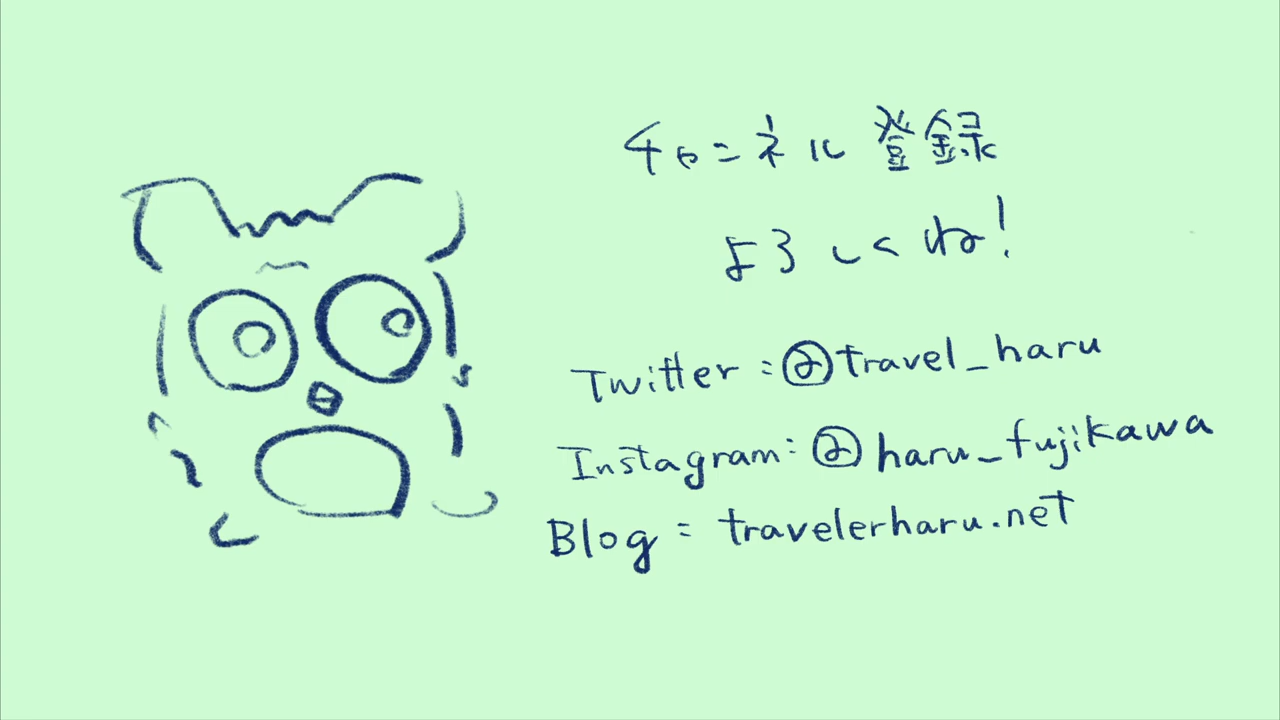 チャンネル登録
よろしくね!
Twitter:@travel_haru
Instagram:@haru_fujikawa
Blog:travelerharu.net